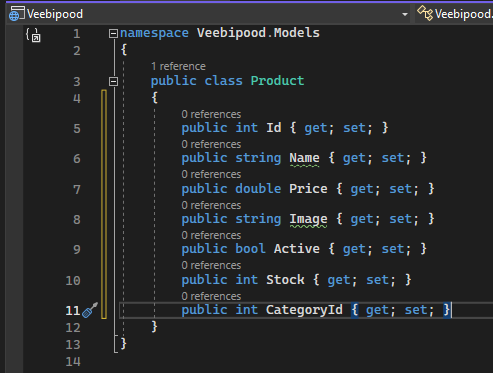 Veebipood Veebipood.
1 namespace Veebipood.Models
2 {
1 reference
3 public class Product
4 {
0 references
5 public int Id { get; set; }
0 references
6 public string Name { get; set; }
0 references
7 public double Price { get; set; }
0 references
8 public string Image { get; set; }
0 references
9 public bool Active { get; set; }
0 references
10 public int Stock { get; set; }
0 references
11 public int CategoryId { get; set; }
12 }
13 }
14